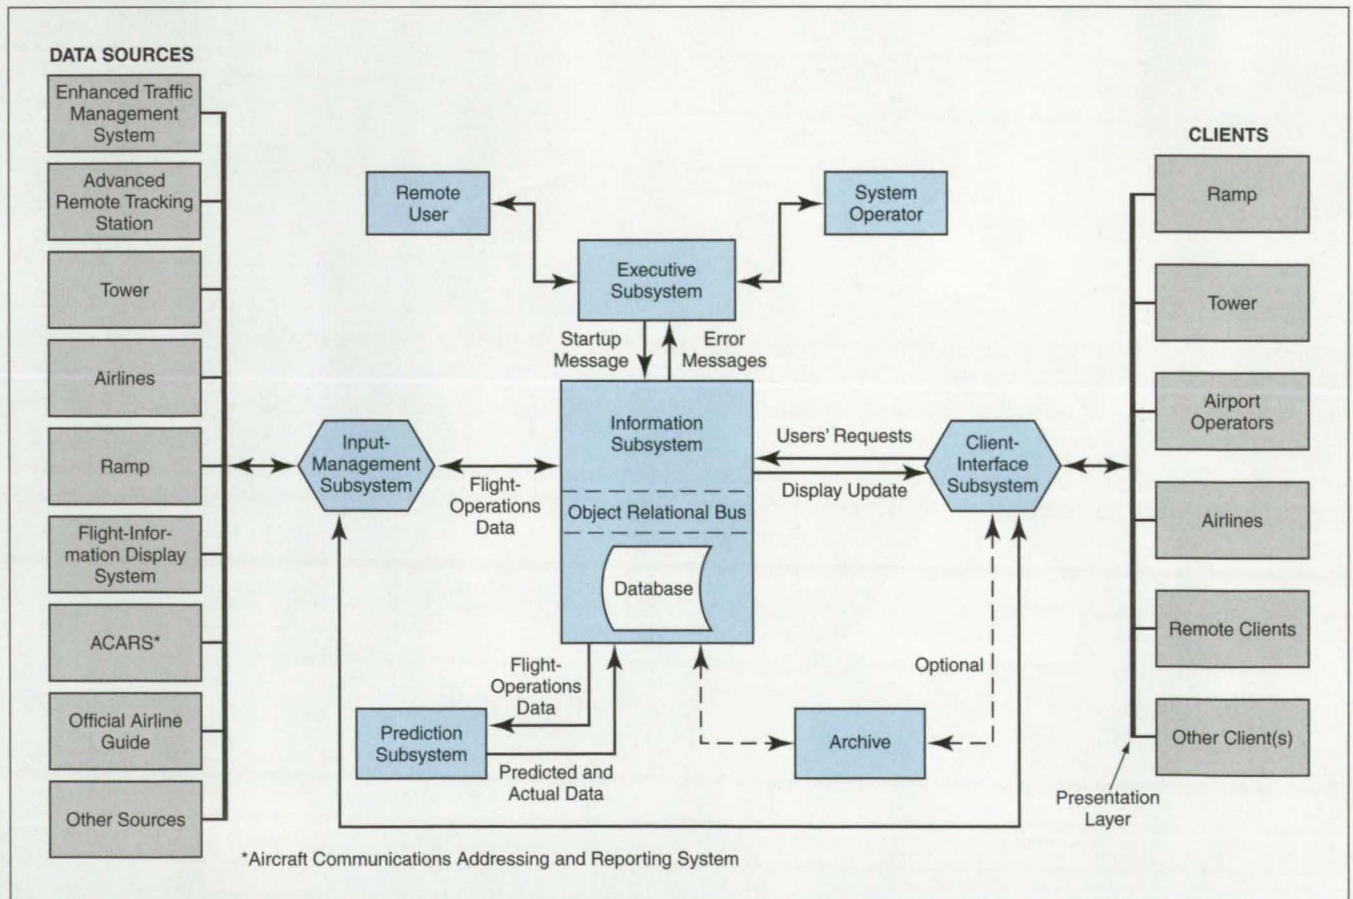 DATA SOURCES
Enhanced Traffic
Management
System
Advanced
Remote Tracking
Station
Tower
Airlines
Ramp
Flight-Infor-
mation Display
System
ACARS*
Official Airline
Guide
Other Sources
Remote
User
System
Operator
Executive
Subsystem
Startup
Message
Error
Messages
Input-
Management
Subsystem
Flight-
Operations
Data
Information
Subsystem
Object Relational Bus
Database
Users' Requests
Display Update
Client-
Interface
Subsystem
Flight-
Operations
Data
Prediction
Subsystem
Predicted and
Actual Data
Archive
Optional
CLIENTS
Ramp
Tower
Airport
Operators
Airlines
Remote Clients
Other Client(s)
Presentation
Layer
*Aircraft Communications Addressing and Reporting System